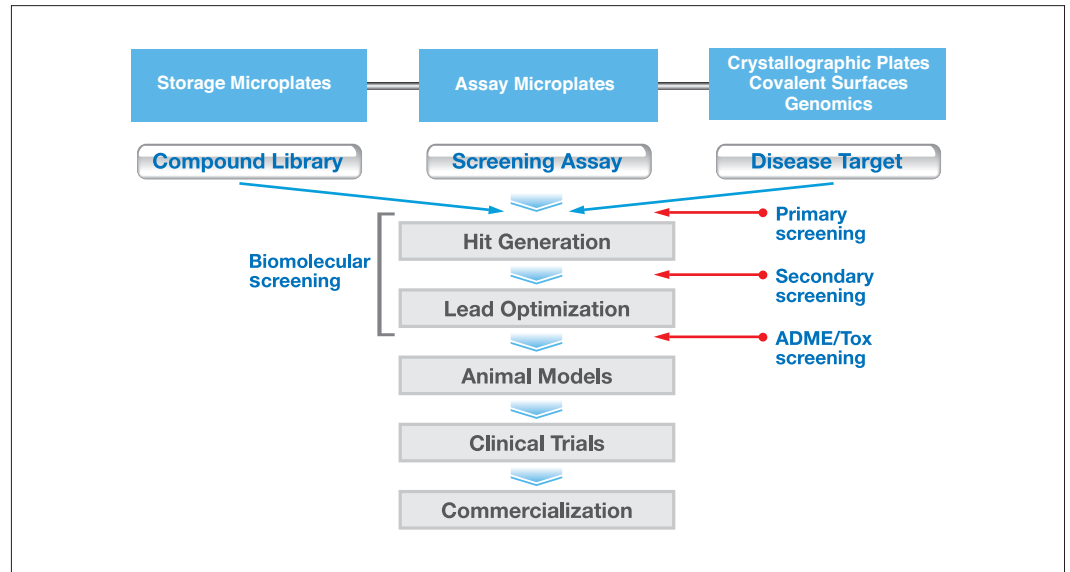 Storage Microplates
Assay Microplates
Crystallographic Plates
Covalent Surfaces
Genomics
Compound Library
Screening Assay
Disease Target
Primary
screening
Hit Generation
Biomolecular
screening
Secondary
screening
Lead Optimization
ADME/Tox
screening
Animal Models
Clinical Trials
Commercialization